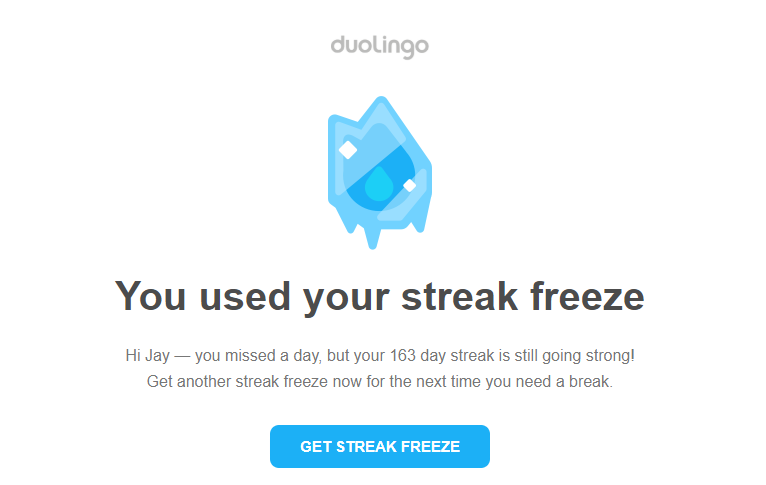 duolingo
You used your streak freeze
Hi Jay — you missed a day, but your 163 day streak is still going strong!
Get another streak freeze now for the next time you need a break.
GET STREAK FREEZE